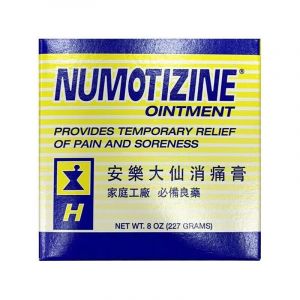 NUMOTIZINE®
OINTMENT
PROVIDES TEMPORARY RELIEF
OF PAIN AND SORENESS
安樂大仙消痛膏
家庭工廠 必備良藥
H
NET WT. 8 OZ (227 GRAMS)